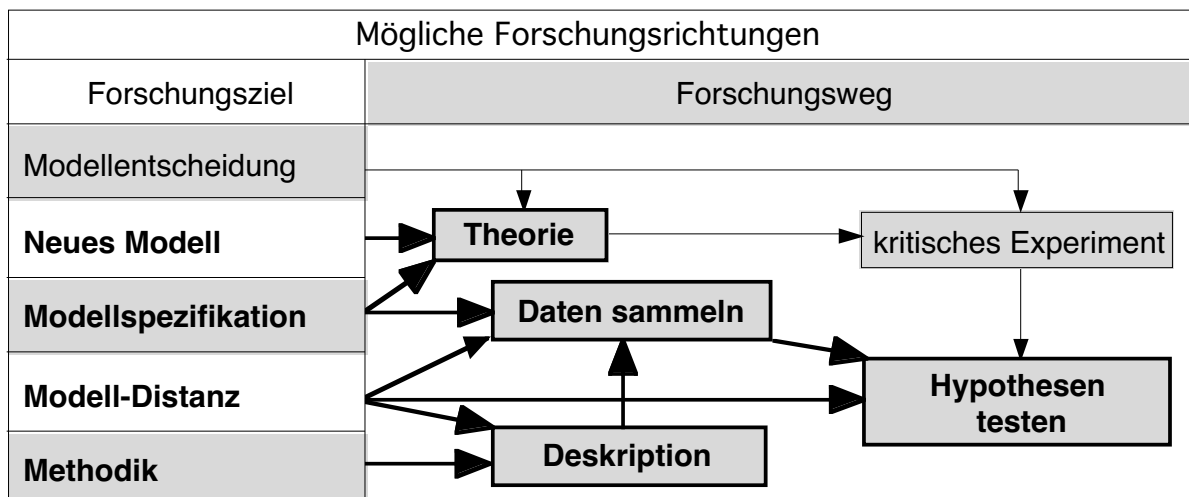 Mögliche Forschungsrichtungen
Forschungsziel
Forschungsweg
Modellentscheidung
Neues Modell
Theorie
kritisches Experiment
Modellspezifikation
Daten sammeln
Modell-Distanz
Hypothesen
testen
Methodik
Deskription